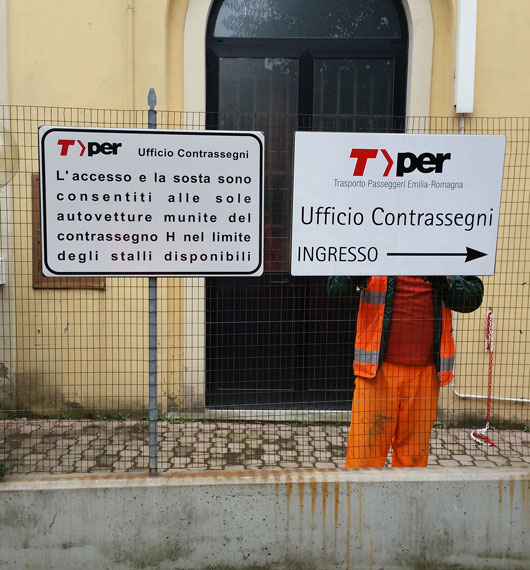 T>per Ufficio Contrassegni
L'accesso e la sosta sono
consentiti alle sole
autovetture munite del
contrassegno H nel limite
degli stalli disponibili
T>per
Trasporto Passeggeri Emilia-Romagna
Ufficio Contrassegni
INGRESSO